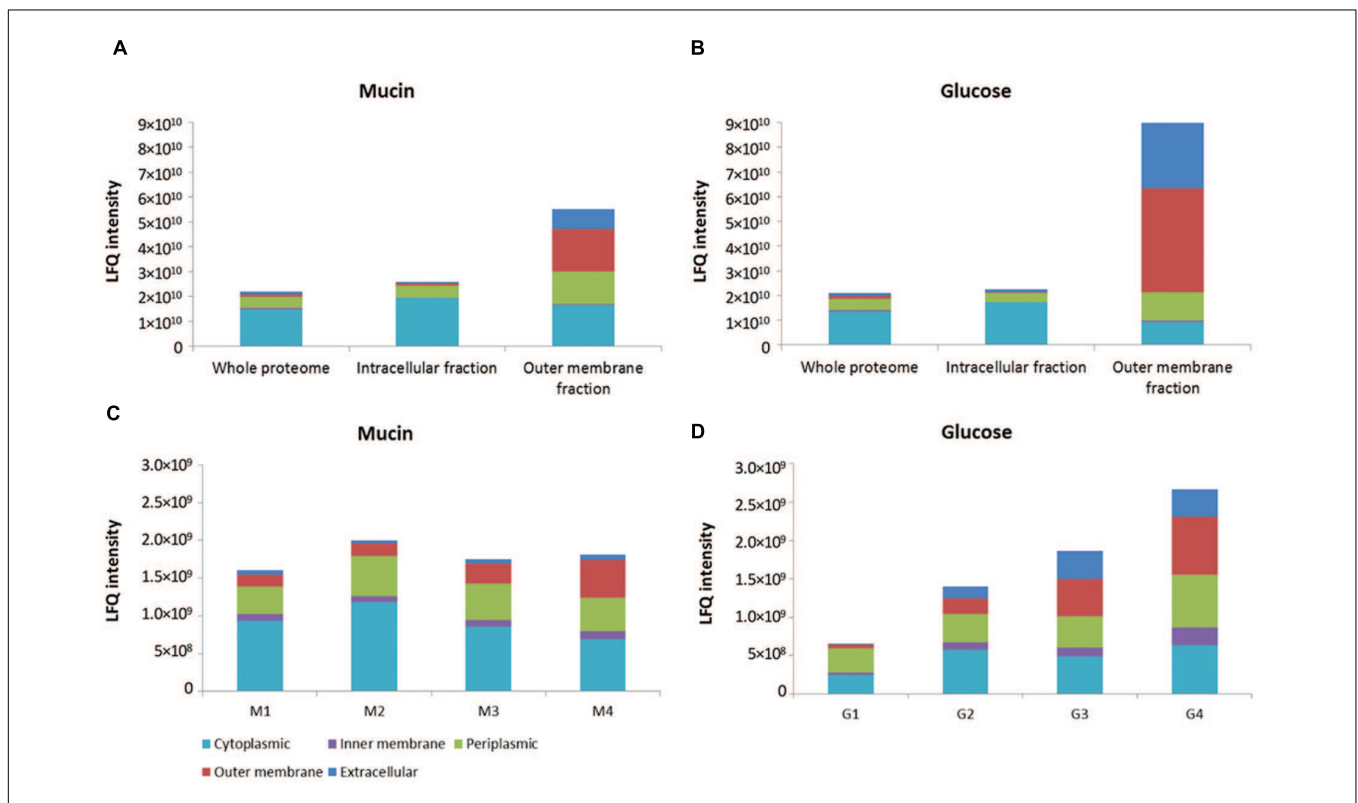 A
Mucin
LFQ intensity
9×10¹⁰
8×10¹⁰
7×10¹⁰
6×10¹⁰
5×10¹⁰
4×10¹⁰
3×10¹⁰
2×10¹⁰
1×10¹⁰
0
Whole proteome Intracellular fraction Outer membrane
fraction
B
Glucose
LFQ intensity
9×10¹⁰
8×10¹⁰
7×10¹⁰
6×10¹⁰
5×10¹⁰
4×10¹⁰
3×10¹⁰
2×10¹⁰
1×10¹⁰
0
Whole proteome Intracellular fraction Outer membrane
fraction
C
Mucin
LFQ intensity
3.0×10⁹
2.5×10⁹
2.0×10⁹
1.5×10⁹
1.0×10⁹
5×10⁸
0
M1 M2 M3 M4
D
Glucose
LFQ intensity
3.0×10⁹
2.5×10⁹
2.0×10⁹
1.5×10⁹
1.0×10⁹
5×10⁸
0
G1 G2 G3 G4
Cytoplasmic Inner membrane Periplasmic
Outer membrane Extracellular